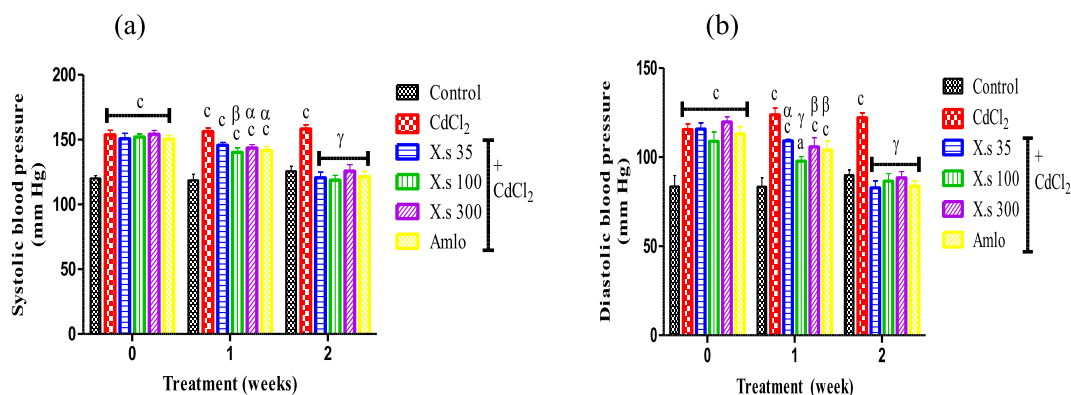 (a)
Systolic blood pressure
(mm Hg)
200
150
100
50
0
c
c
c
β
c
α
c
α
c
c
γ
0
1
2
Treatment (weeks)
Control
CdCl2
X.s 35
X.s 100
X.s 300
Amlo
+
CdCl2
(b)
Diastolic blood pressure
(mm Hg)
150
100
50
0
c
c
α
c
γ
a
β
c
β
c
c
γ
0
1
2
Treatment (week)
Control
CdCl2
X.s 35
X.s 100
X.s 300
Amlo
+
CdCl2